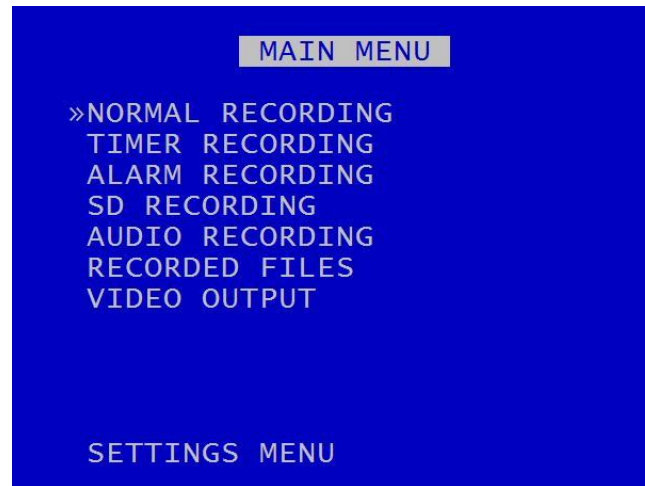 MAIN MENU
»NORMAL RECORDING
TIMER RECORDING
ALARM RECORDING
SD RECORDING
AUDIO RECORDING
RECORDED FILES
VIDEO OUTPUT
SETTINGS MENU